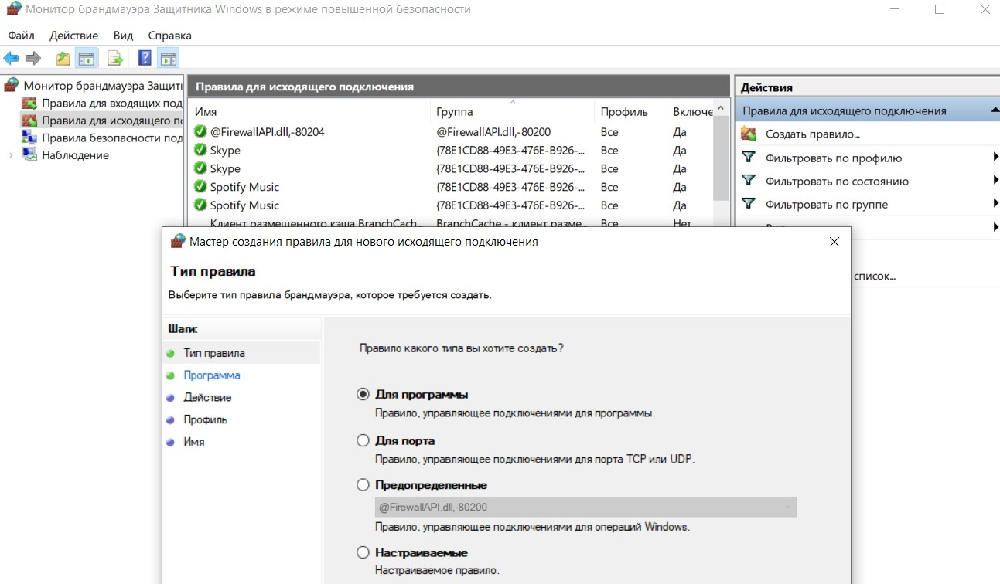 Монитор брандмауэра Защитника Windows в режиме повышенной безопасности
Файл Действие Вид Справка
Монитор брандмауэра Защит
Правила для входящих под
Правила для исходящего п
Правила безопасности под
Наблюдение
Правила для исходящего подключения
Имя Группа Профиль Включе
@FirewallAPI.dll,-80204 @FirewallAPI.dll,-80200 Все Да
Skype {78E1CD88-49E3-476E-B926-... Все Да
Skype {78E1CD88-49E3-476E-B926-... Все Да
Spotify Music {78E1CD88-49E3-476E-B926-... Все Да
Spotify Music {78E1CD88-49E3-476E-B926-... Все Да
Клиент размещенного кэша BranchCach... BranchCache - клиент разме... Все Нет
Действия
Правила для исходящего подключения
Создать правило...
Фильтровать по профилю
Фильтровать по состоянию
Фильтровать по группе
список...
Мастер создания правила для нового исходящего подключения
Тип правила
Выберите тип правила брандмауэра, которое требуется создать.
Шаги:
Тип правила
Программа
Действие
Профиль
Имя
Правило какого типа вы хотите создать?
Для программы
Правило, управляющее подключениями для программы.
Для порта
Правило, управляющее подключениями для порта TCP или UDP.
Предопределенные
@FirewallAPI.dll,-80200
Правило, управляющее подключениями для операций Windows.
Настраиваемые
Настраиваемое правило.